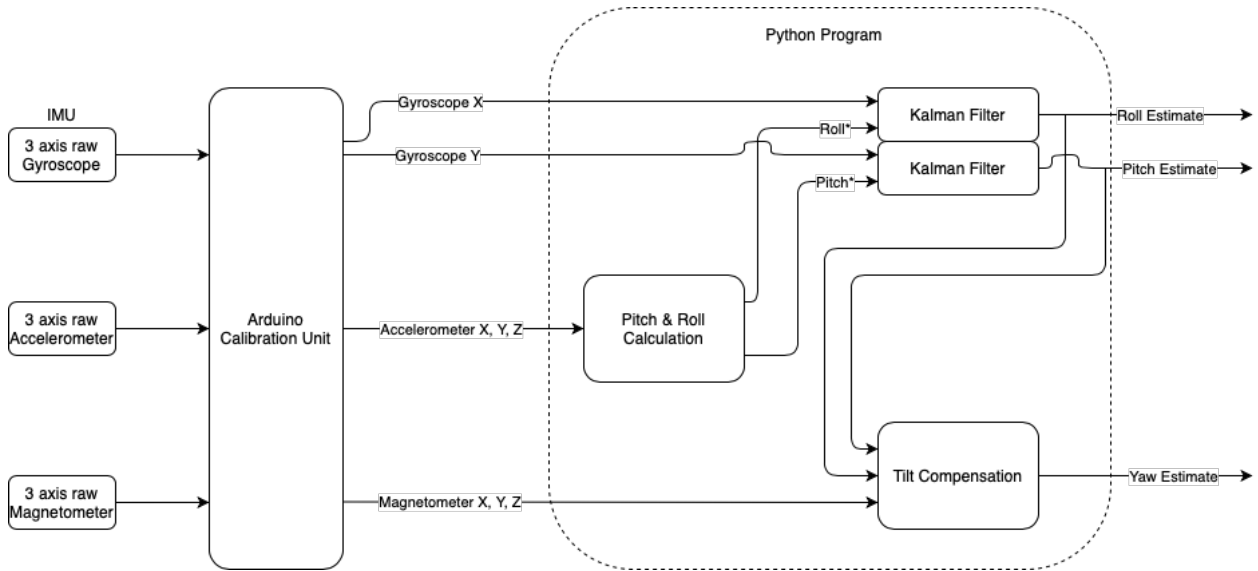 Python Program
IMU
3 axis raw
Gyroscope
3 axis raw
Accelerometer
3 axis raw
Magnetometer
Arduino
Calibration Unit
Gyroscope X
Gyroscope Y
Accelerometer X, Y, Z
Magnetometer X, Y, Z
Pitch & Roll
Calculation
Roll*
Pitch*
Kalman Filter
Kalman Filter
Tilt Compensation
Roll Estimate
Pitch Estimate
Yaw Estimate